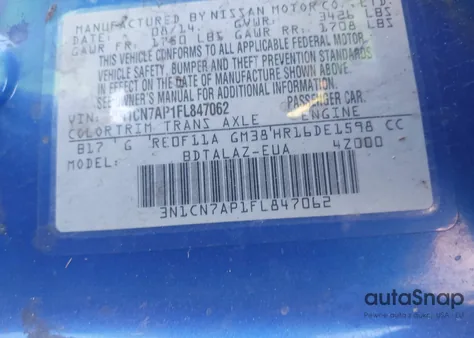 MANUFACTURED BY NISSAN MOTOR CO., LTD.
DATE: 08/14. GVWR: 3426 LBS
GAWR FR. 1760 LBS GAWR RR. 1708 LBS
THIS VEHICLE CONFORMS TO ALL APPLICABLE FEDERAL MOTOR
VEHICLE SAFETY, BUMPER AND THEFT PREVENTION STANDARDS
IN EFFECT ON THE DATE OF MANUFACTURE SHOWN ABOVE.
SEE OWNER'S MANUAL FOR ADDITIONAL INFORMATION.
VIN: 3N1CN7AP1FL847062 PASSENGER CAR.
COLOR TRIM TRANS AXLE ENGINE
B17 G RE0F11A GM38 HR16DE1598 CC
MODEL: BDTALAZ-EUA 4Z000
3N1CN7AP1FL847062
autoSnap